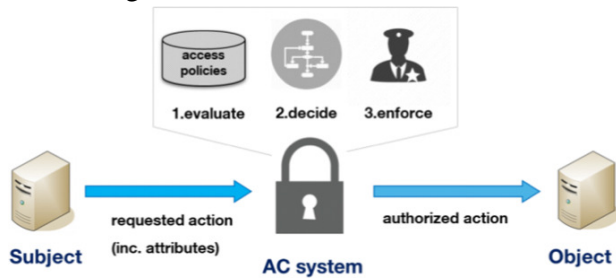 access
policies
1.evaluate 2.decide 3.enforce
requested action
(inc. attributes)
authorized action
Subject
AC system
Object